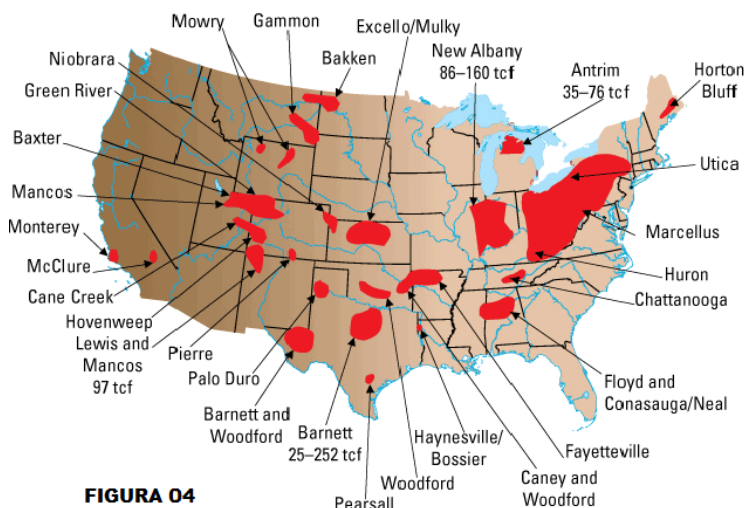 Mowry
Gammon
Excello/Mulky
Niobrara
Bakken
New Albany
86–160 tcf
Antrim
35–76 tcf
Horton
Bluff
Green River
Baxter
Utica
Mancos
Monterey
Marcellus
McClure
Huron
Cane Creek
Chattanooga
Hovenweep
Lewis and
Mancos
97 tcf
Pierre
Palo Duro
Floyd and
Conasauga/Neal
Barnett and
Woodford
Barnett
25–252 tcf
Haynesville/
Bossier
Fayetteville
Woodford
Caney and
Woodford
Pearsall
FIGURA 04